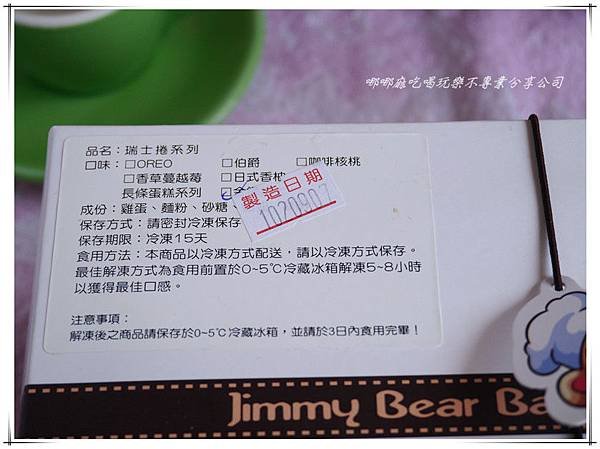 嘟嘟麻吃喝玩樂不專業分享公司
品名：瑞士捲系列
口味：□OREO □伯爵 □咖啡核桃
□香草蔓越莓 □日式香柚
長條蛋糕系列
製造日期
1020907
成份：雞蛋、麵粉、砂糖、
保存方式：請密封冷凍保存
保存期限：冷凍15天
食用方法：本商品以冷凍方式配送，請以冷凍方式保存。
最佳解凍方式為食用前置於0~5℃冷藏冰箱解凍5~8小時
以獲得最佳口感。
注意事項：
解凍後之商品請保存於0~5℃冷藏冰箱，並請於3日內食用完畢！
Jimmy Bear Ba